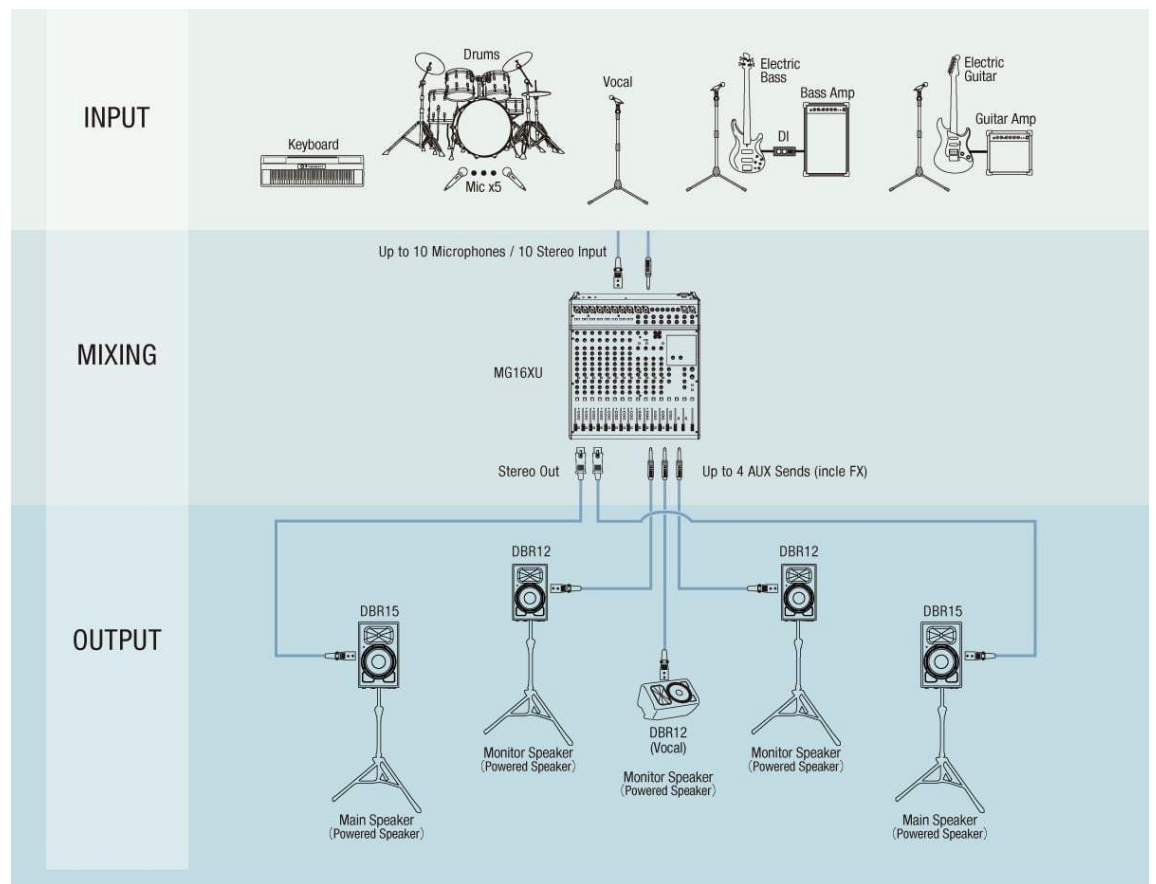 INPUT
Keyboard
Drums
Mic x5
Vocal
Electric
Bass
DI
Bass Amp
Electric
Guitar
Guitar Amp
MIXING
Up to 10 Microphones / 10 Stereo Input
MG16XU
Stereo Out
Up to 4 AUX Sends (incle FX)
OUTPUT
DBR15
Main Speaker
(Powered Speaker)
DBR12
Monitor Speaker
(Powered Speaker)
DBR12
(Vocal)
Monitor Speaker
(Powered Speaker)
DBR12
Monitor Speaker
(Powered Speaker)
DBR15
Main Speaker
(Powered Speaker)